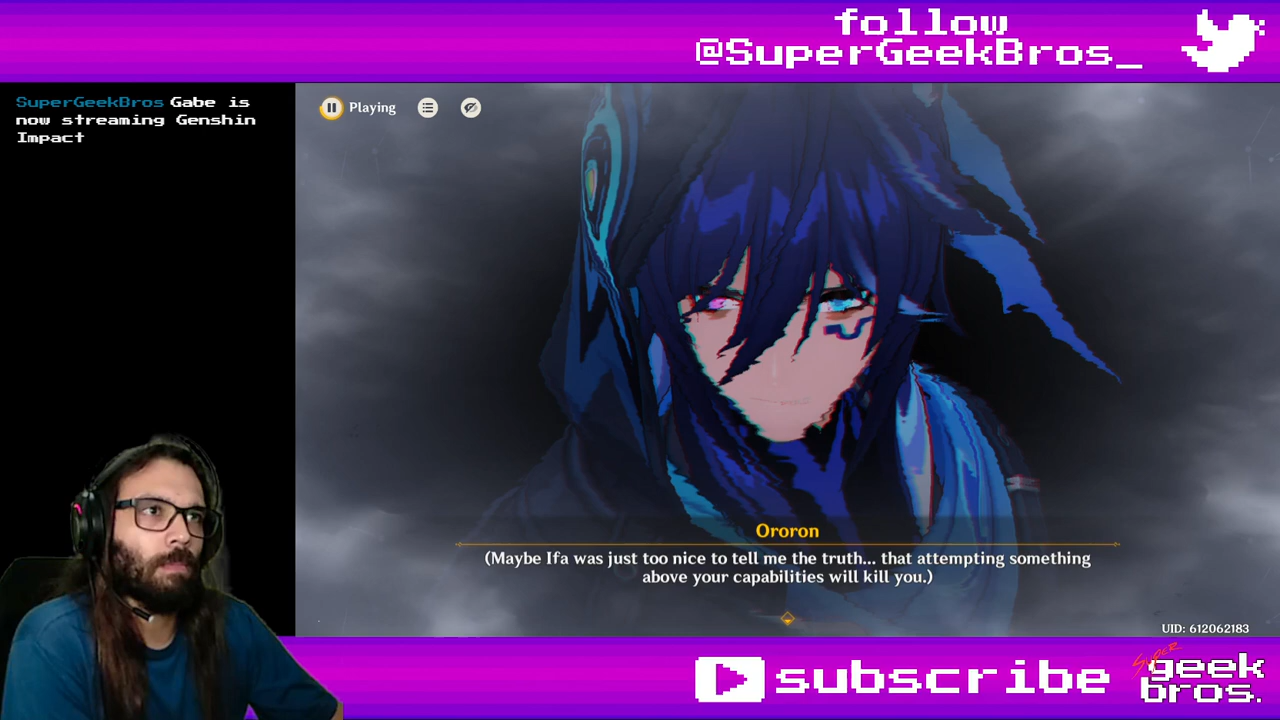 follow
@SuperGeekBros_
SuperGeekBros Gabe is
now streaming Genshin
Impact
Playing
Ororon
(Maybe Ifa was just too nice to tell me the truth... that attempting something
above your capabilities will kill you.)
UID: 612062183
subscribe
SUPER
geek
bros.